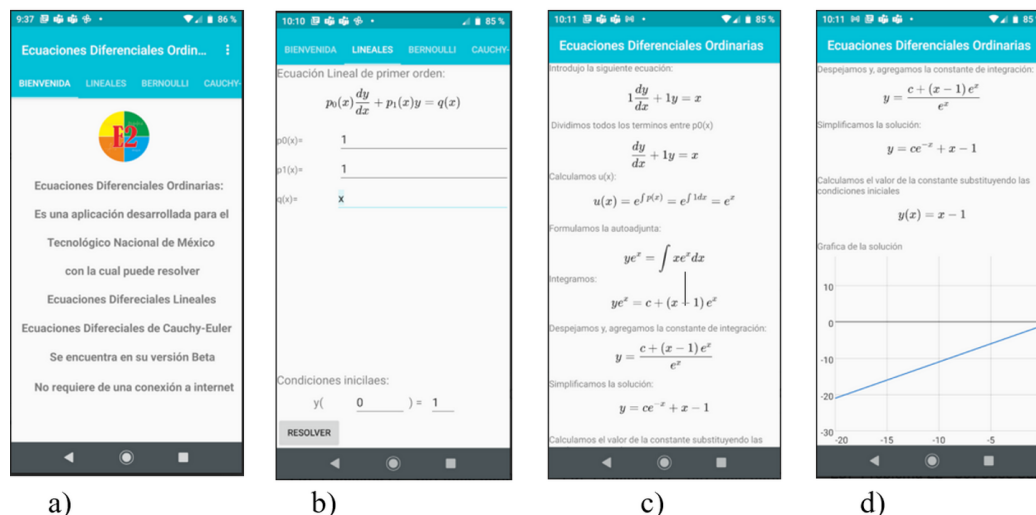 9:37 86 %
Ecuaciones Diferenciales Ordin...
BIENVENIDA LINEALES BERNOULLI CAUCHY-
E2
Ecuaciones Diferenciales Ordinarias:
Es una aplicación desarrollada para el
Tecnológico Nacional de México
con la cual puede resolver
Ecuaciones Difereciales Lineales
Ecuaciones Difereciales de Cauchy-Euler
Se encuentra en su versión Beta
No requiere de una conexión a internet
a)
10:10 85 %
BIENVENIDA LINEALES BERNOULLI CAUCHY-
Ecuación Lineal de primer orden:
p₀(x) dy/dx + p₁(x)y = q(x)
p0(x)= 1
p1(x)= 1
q(x)= x
Condiciones inicilaes:
y( 0 ) = 1
RESOLVER
b)
10:11 85 %
Ecuaciones Diferenciales Ordinarias
Introdujo la siguiente ecuación:
1 dy/dx + 1y = x
Dividimos todos los terminos entre p0(x)
dy/dx + 1y = x
Calculamos u(x):
u(x) = e^{∫ p(x)} = e^{∫ 1dx} = e^x
Formulamos la autoadjunta:
ye^x = ∫ xe^x dx
Integramos:
ye^x = c + (x - 1) e^x
Despejamos y, agregamos la constante de integración:
y = (c + (x − 1) e^x) / e^x
Simplificamos la solución:
y = ce^{−x} + x − 1
Calculamos el valor de la constante substituyendo las
c)
10:11 85
Ecuaciones Diferenciales Ordinarias
Despejamos y, agregamos la constante de integración:
y = (c + (x − 1) e^x) / e^x
Simplificamos la solución:
y = ce^{−x} + x − 1
Calculamos el valor de la constante substituyendo las
condiciones iniciales
y(x) = x − 1
Grafica de la solución
10
0
-10
-20
-30
-20 -15 -10 -5
d)